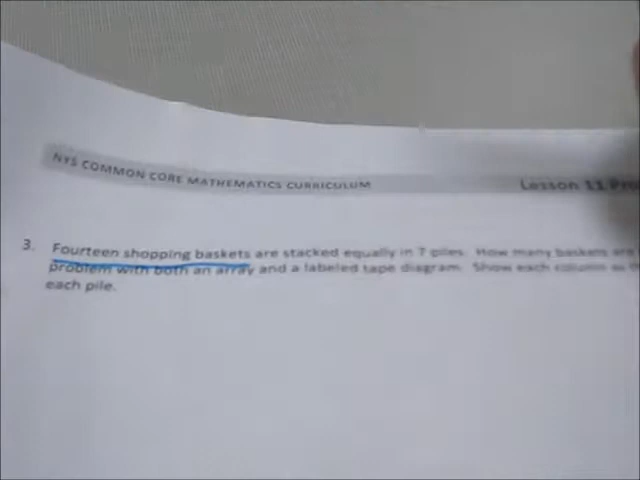 NYS COMMON CORE MATHEMATICS CURRICULUM
Lesson 11
3. Fourteen shopping baskets are stacked equally in 7 piles. How many baskets are
problem with both an array and a labeled tape diagram. Show each column as
each pile.